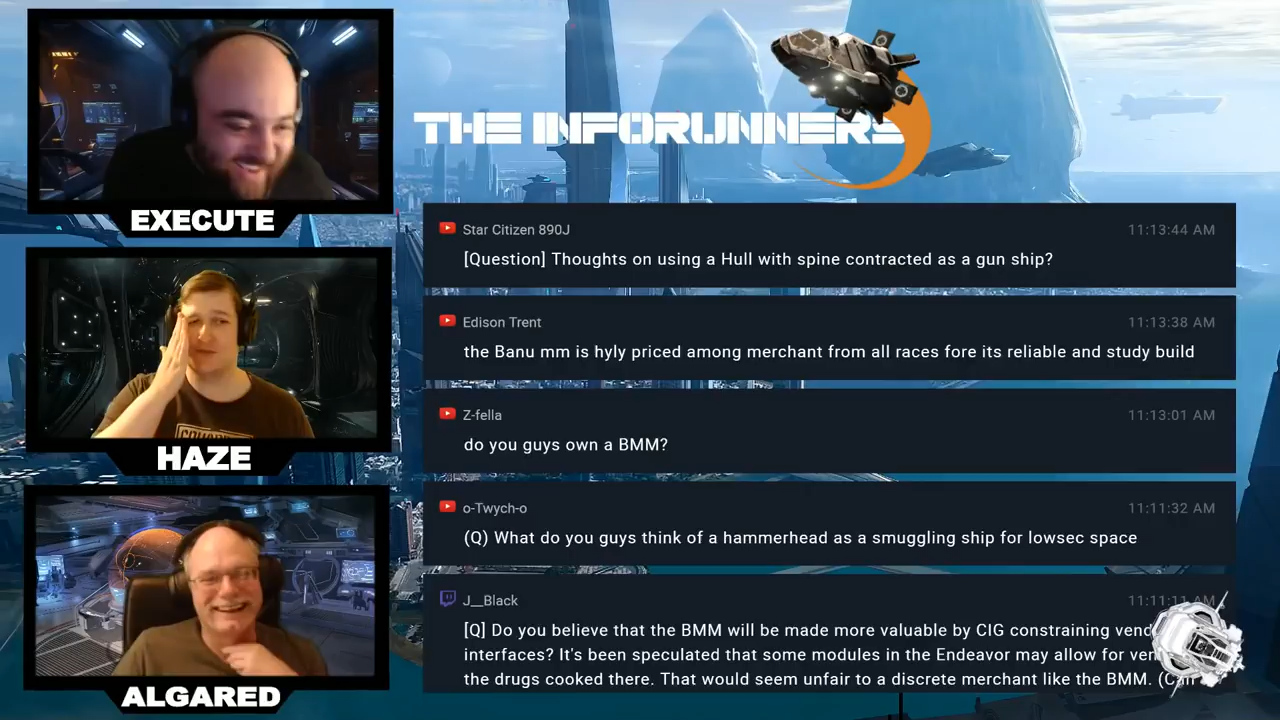 THE INFORUNNERS
EXECUTE
HAZE
ALGARED
Star Citizen 890J
11:13:44 AM
[Question] Thoughts on using a Hull with spine contracted as a gun ship?
Edison Trent
11:13:38 AM
the Banu mm is hyly priced among merchant from all races fore its reliable and study build
Z-fella
11:13:01 AM
do you guys own a BMM?
o-Twych-o
11:11:32 AM
(Q) What do you guys think of a hammerhead as a smuggling ship for lowsec space
J__Black
11:11:11 AM
[Q] Do you believe that the BMM will be made more valuable by CIG constraining
interfaces? It's been speculated that some modules in the Endeavor may allow for
the drugs cooked there. That would seem unfair to a discrete merchant like the BMM.